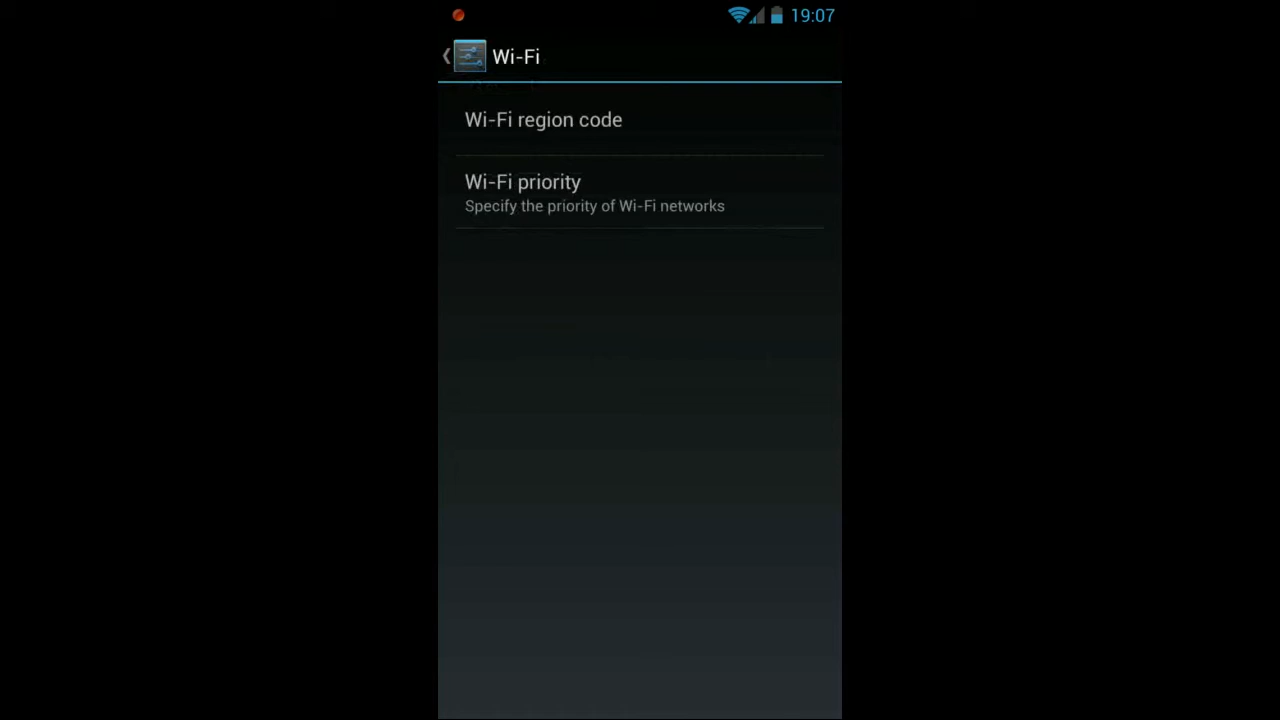 19:07
Wi-Fi
Wi-Fi region code
Wi-Fi priority
Specify the priority of Wi-Fi networks